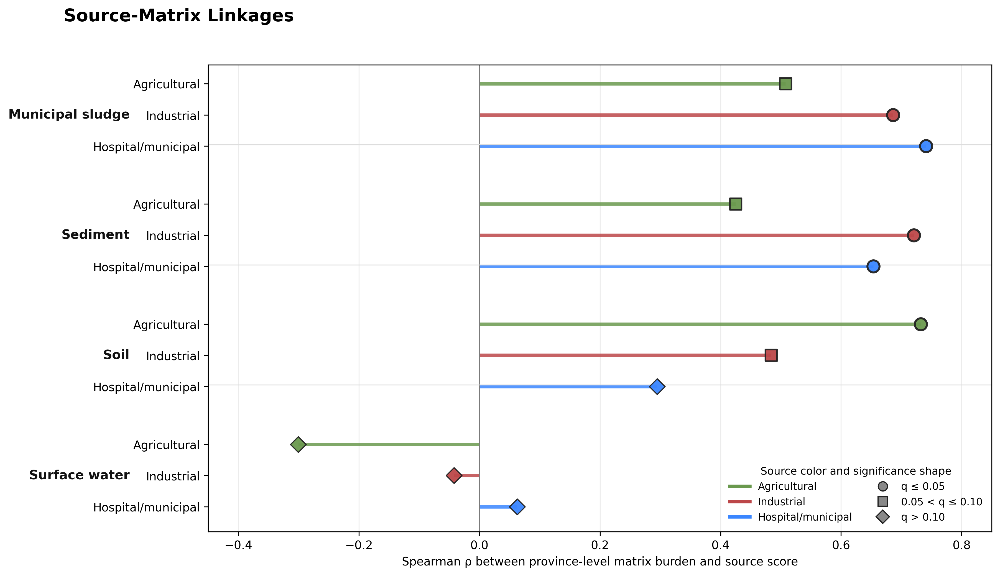 Source-Matrix Linkages
Agricultural
Municipal sludge Industrial
Hospital/municipal
Agricultural
Sediment Industrial
Hospital/municipal
Agricultural
Soil Industrial
Hospital/municipal
Agricultural
Surface water Industrial
Hospital/municipal
Source color and significance shape
Agricultural q ≤ 0.05
Industrial 0.05 < q ≤ 0.10
Hospital/municipal q > 0.10
−0.4 −0.2 0.0 0.2 0.4 0.6 0.8
Spearman ρ between province-level matrix burden and source score